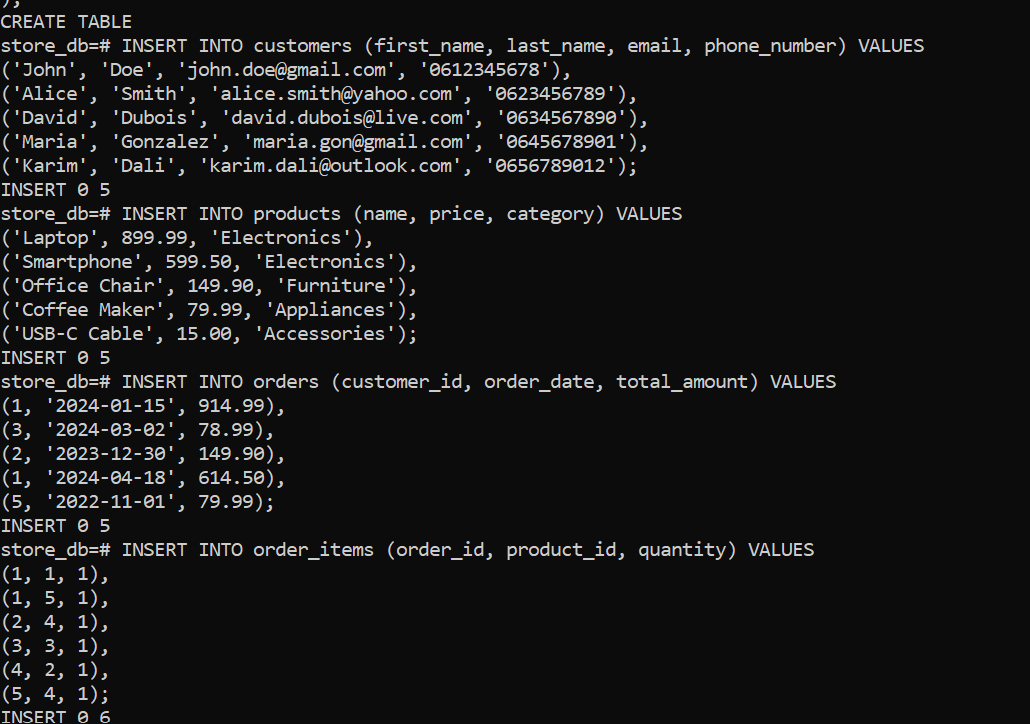 );
CREATE TABLE
store_db=# INSERT INTO customers (first_name, last_name, email, phone_number) VALUES
('John', 'Doe', 'john.doe@gmail.com', '0612345678'),
('Alice', 'Smith', 'alice.smith@yahoo.com', '0623456789'),
('David', 'Dubois', 'david.dubois@live.com', '0634567890'),
('Maria', 'Gonzalez', 'maria.gon@gmail.com', '0645678901'),
('Karim', 'Dali', 'karim.dali@outlook.com', '0656789012');
INSERT 0 5
store_db=# INSERT INTO products (name, price, category) VALUES
('Laptop', 899.99, 'Electronics'),
('Smartphone', 599.50, 'Electronics'),
('Office Chair', 149.90, 'Furniture'),
('Coffee Maker', 79.99, 'Appliances'),
('USB-C Cable', 15.00, 'Accessories');
INSERT 0 5
store_db=# INSERT INTO orders (customer_id, order_date, total_amount) VALUES
(1, '2024-01-15', 914.99),
(3, '2024-03-02', 78.99),
(2, '2023-12-30', 149.90),
(1, '2024-04-18', 614.50),
(5, '2022-11-01', 79.99);
INSERT 0 5
store_db=# INSERT INTO order_items (order_id, product_id, quantity) VALUES
(1, 1, 1),
(1, 5, 1),
(2, 4, 1),
(3, 3, 1),
(4, 2, 1),
(5, 4, 1);
INSERT 0 6